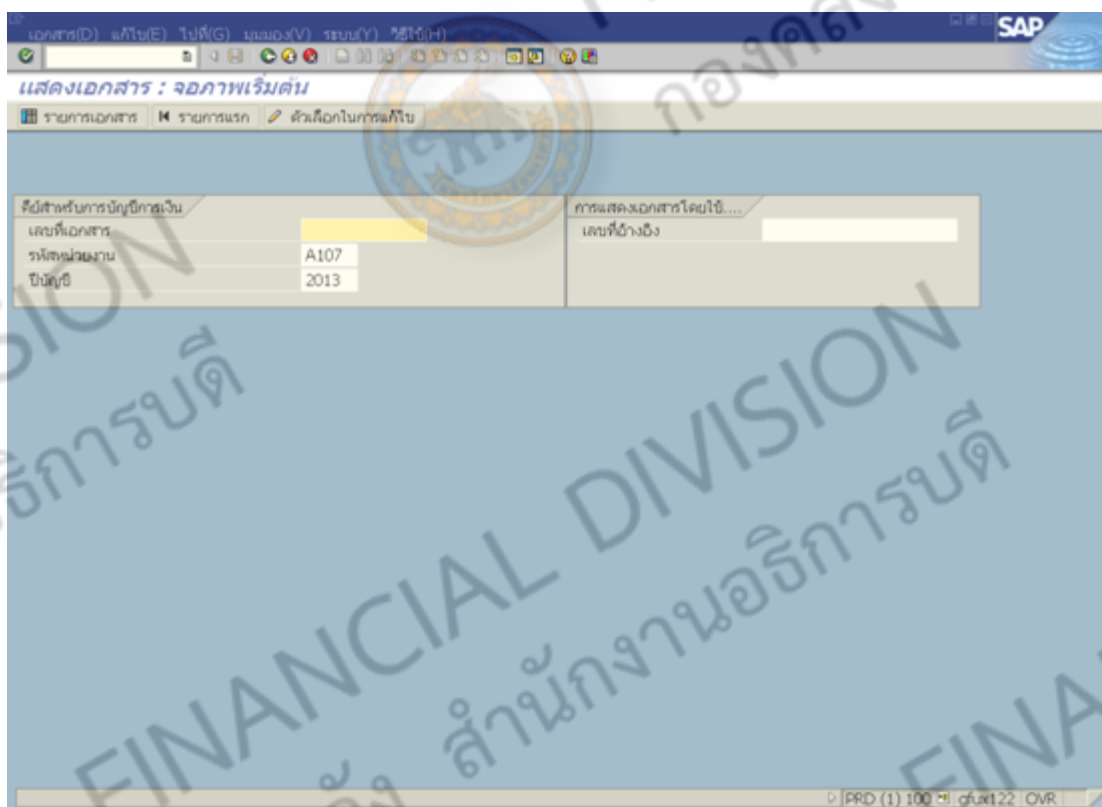 เอกสาร(D) แก้ไข(E) ไปที่(G) มุมมอง(V) ระบบ(Y) วิธีใช้(H)
SAP
แสดงเอกสาร : จอภาพเริ่มต้น
รายการเอกสาร รายการแรก ตัวเลือกในการแก้ไข
คีย์สำหรับการบัญชีการเงิน การแสดงเอกสารโดยใช้....
เลขที่เอกสาร เลขที่อ้างอิง
รหัสหน่วยงาน A107
ปีบัญชี 2013
FINANCIAL DIVISION
สำนักงานอธิการบดี
PRD (1) 100 OVR